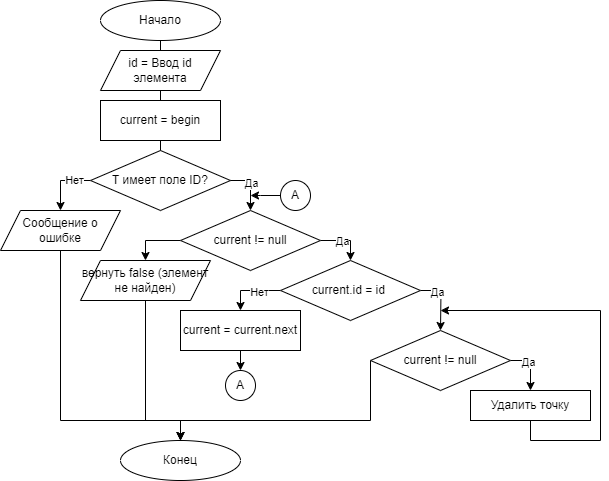 Начало
id = Ввод id
элемента
current = begin
T имеет поле ID?
Нет
Да
A
Сообщение о
ошибке
current != null
Да
вернуть false (элемент
не найден)
current.id = id
Нет
Да
current = current.next
current != null
Да
A
Удалить точку
Конец